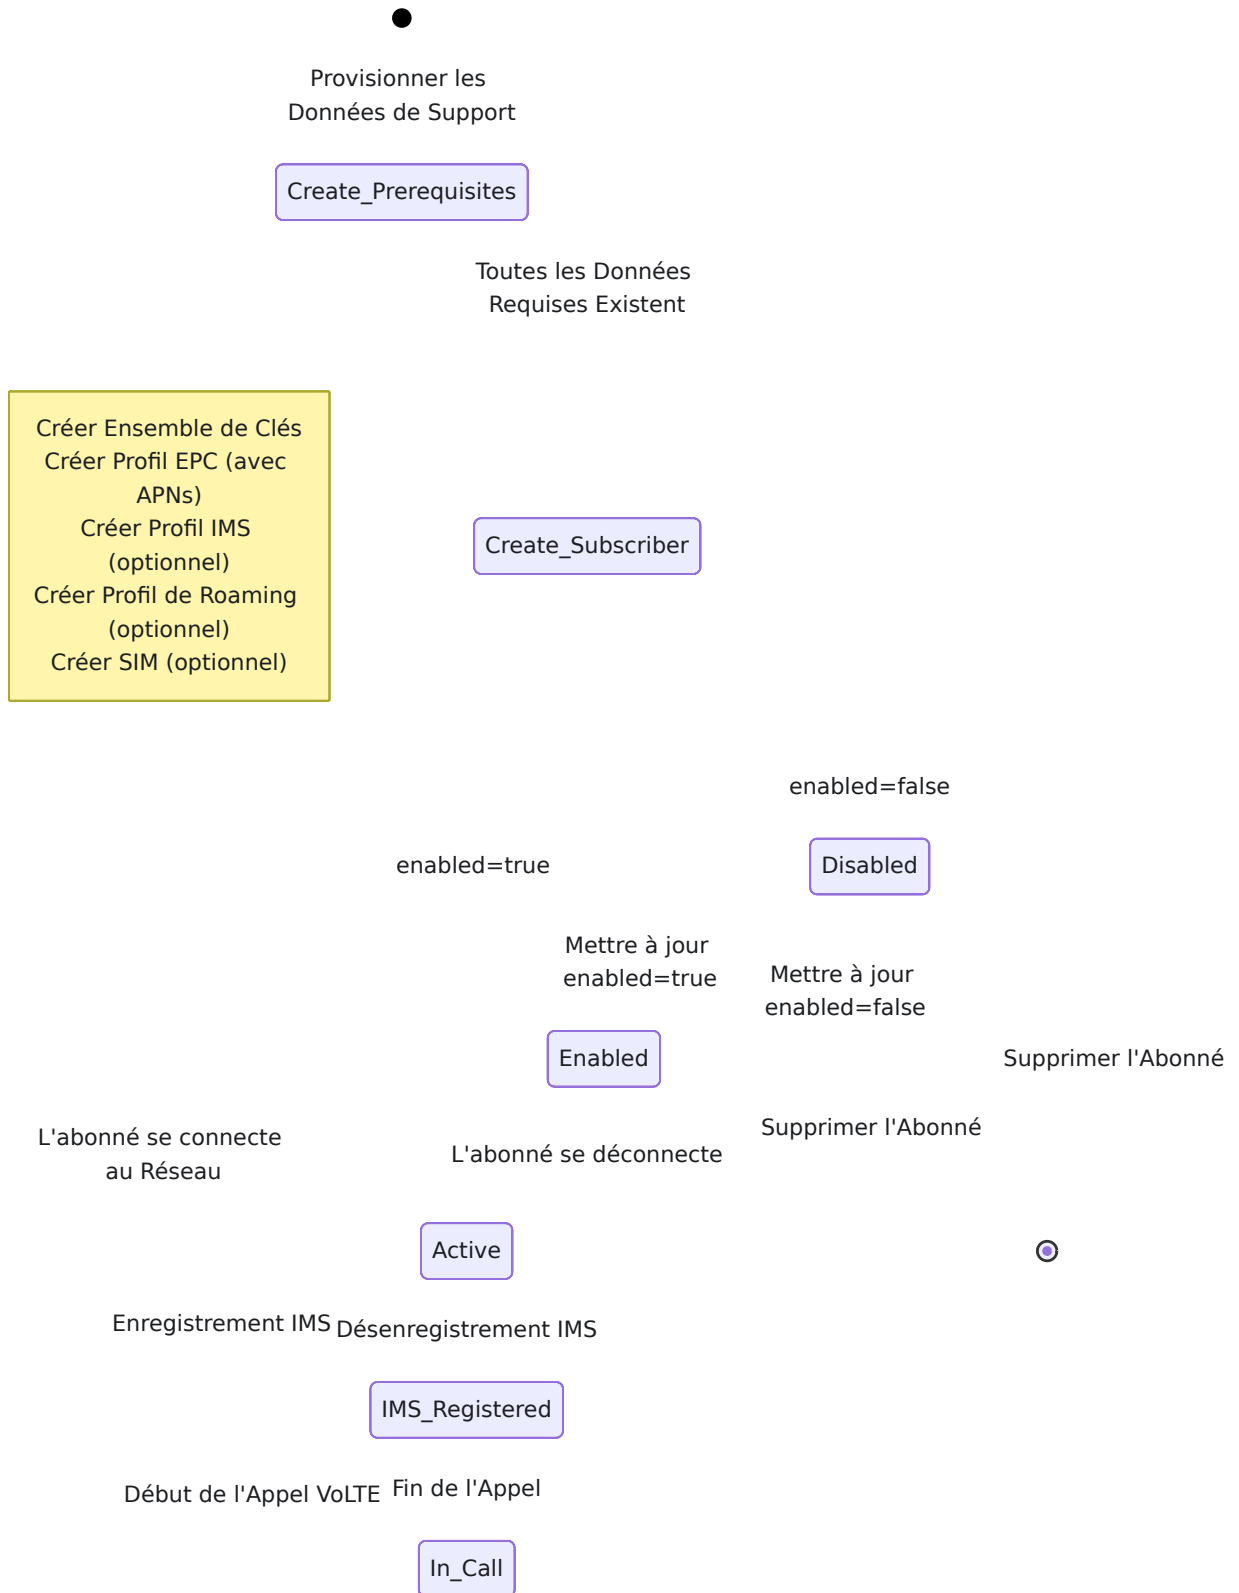 Provisionner les
Données de Support
Create_Prerequisites
Toutes les Données
Requises Existent
Créer Ensemble de Clés
Créer Profil EPC (avec
APNs)
Créer Profil IMS
(optionnel)
Créer Profil de Roaming
(optionnel)
Créer SIM (optionnel)
Create_Subscriber
enabled=false
enabled=true
Disabled
Mettre à jour
enabled=true
Mettre à jour
enabled=false
Enabled
Supprimer l'Abonné
Supprimer l'Abonné
L'abonné se connecte
au Réseau
L'abonné se déconnecte
Active
Enregistrement IMS
Désenregistrement IMS
IMS_Registered
Début de l'Appel VoLTE
Fin de l'Appel
In_Call